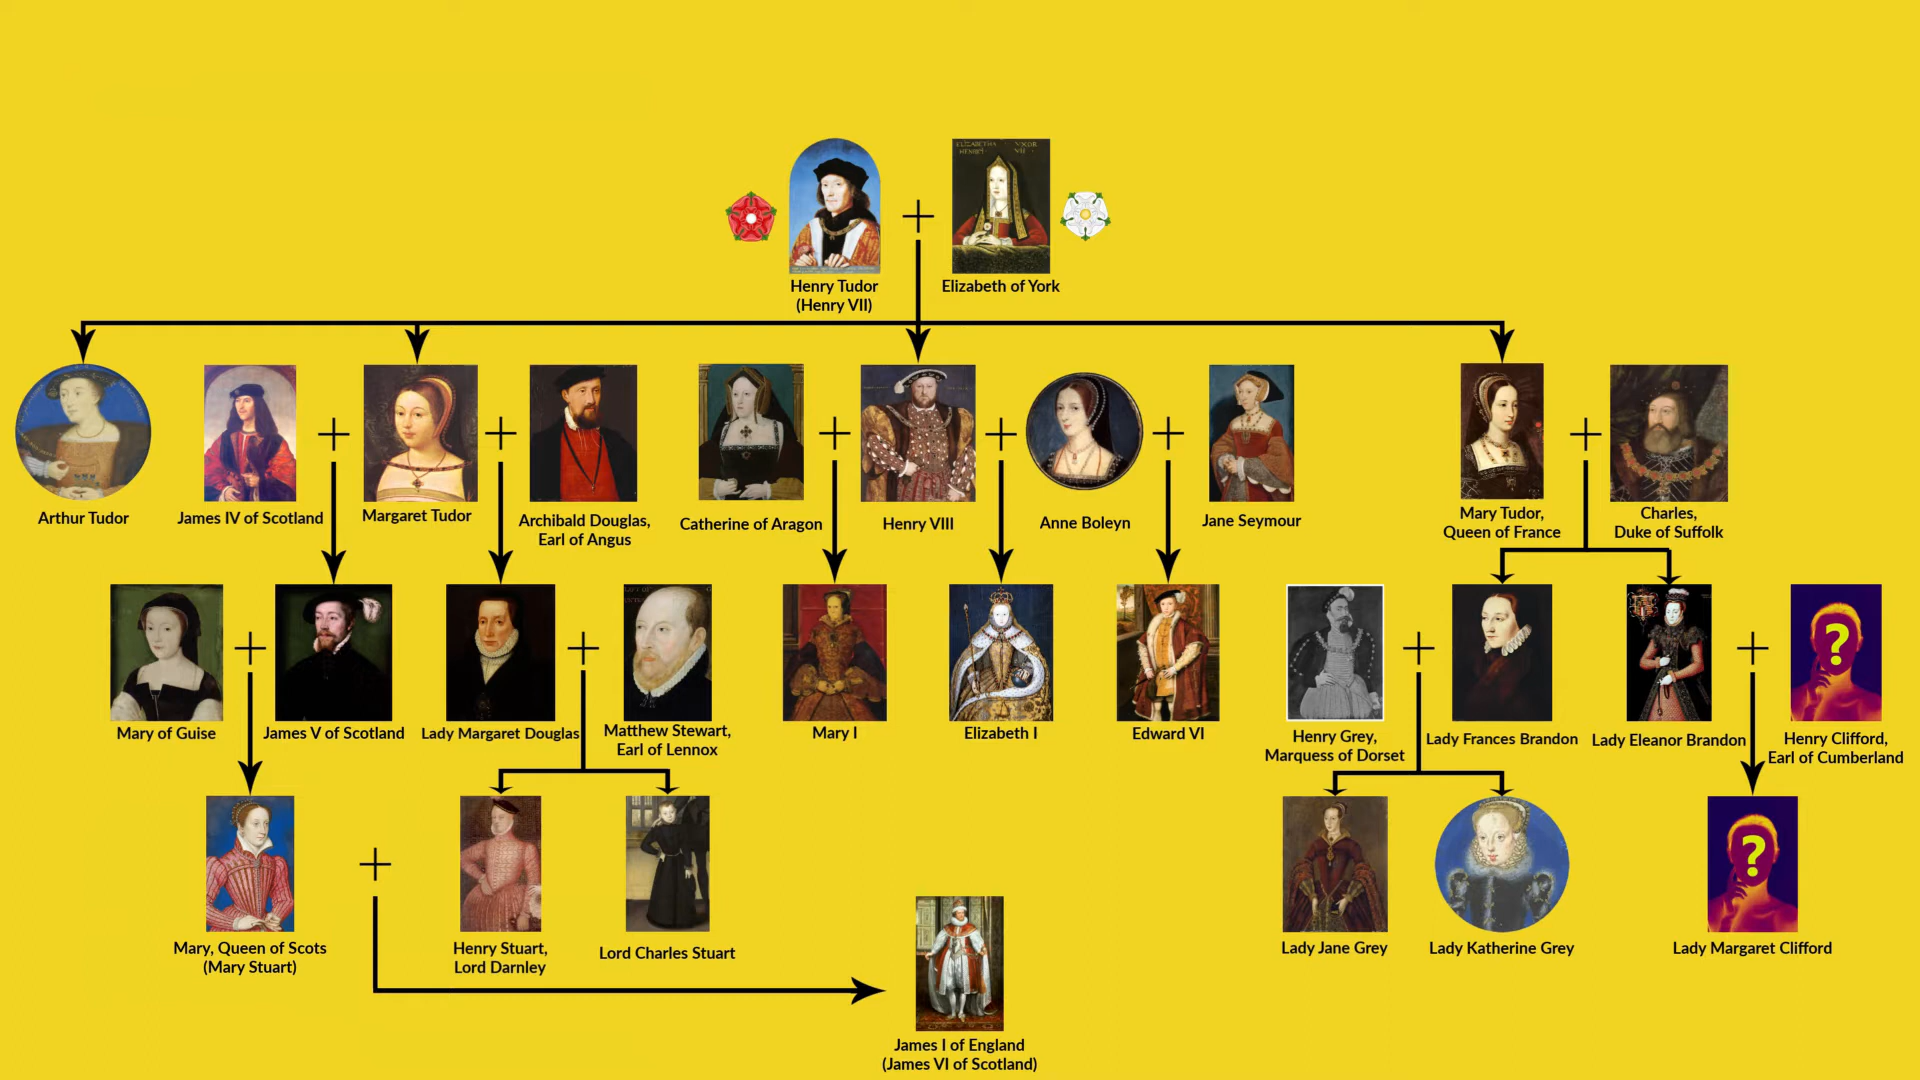 ELIZABETHA VXOR
HENRICI VII
Henry Tudor
(Henry VII)
Elizabeth of York
Arthur Tudor
James IV of Scotland
Margaret Tudor
Archibald Douglas,
Earl of Angus
Catherine of Aragon
Henry VIII
Anne Boleyn
Jane Seymour
Mary Tudor,
Queen of France
Charles,
Duke of Suffolk
Mary of Guise
James V of Scotland
Lady Margaret Douglas
Matthew Stewart,
Earl of Lennox
Mary I
Elizabeth I
Edward VI
Henry Grey,
Marquess of Dorset
Lady Frances Brandon
Lady Eleanor Brandon
?
Henry Clifford,
Earl of Cumberland
Mary, Queen of Scots
(Mary Stuart)
Henry Stuart,
Lord Darnley
Lord Charles Stuart
James I of England
(James VI of Scotland)
Lady Jane Grey
Lady Katherine Grey
?
Lady Margaret Clifford